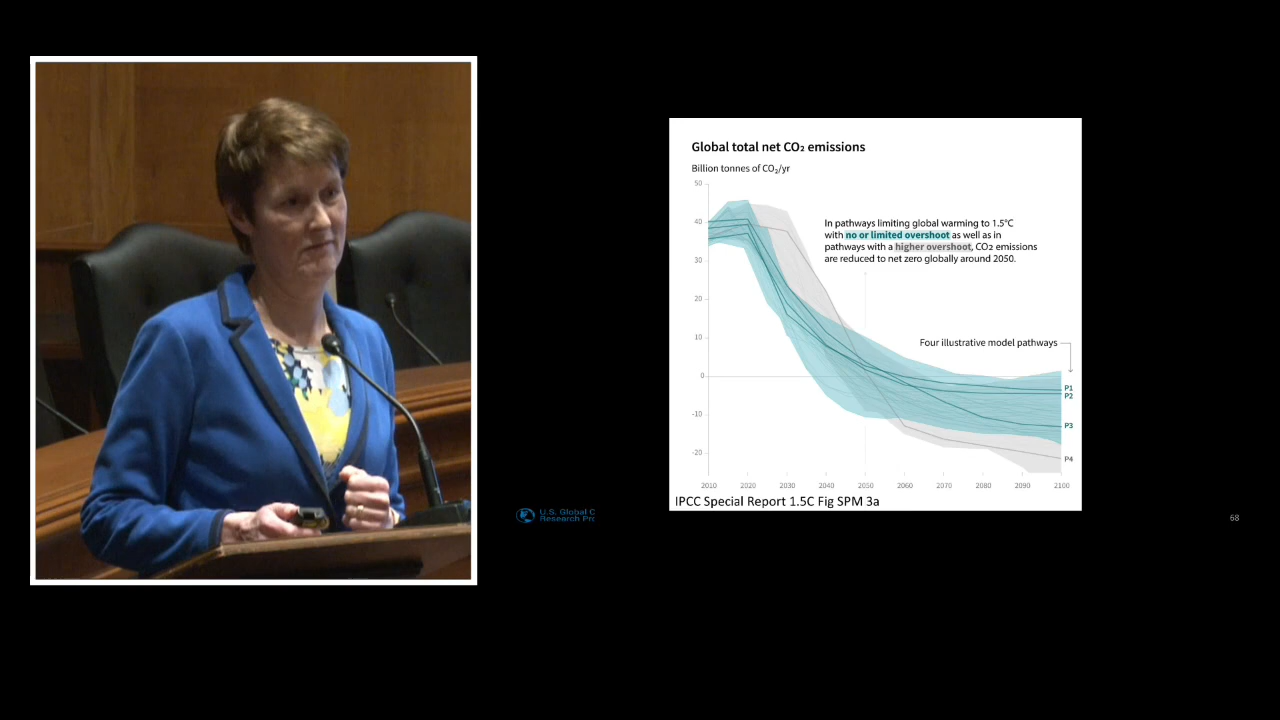 Global total net CO₂ emissions
Billion tonnes of CO₂/yr
50
40
30
20
10
0
-10
-20
In pathways limiting global warming to 1.5°C
with no or limited overshoot as well as in
pathways with a higher overshoot, CO₂ emissions
are reduced to net zero globally around 2050.
Four illustrative model pathways
P1
P2
P3
P4
2010 2020 2030 2040 2050 2060 2070 2080 2090 2100
IPCC Special Report 1.5C Fig SPM 3a
U.S. Global
Research
68